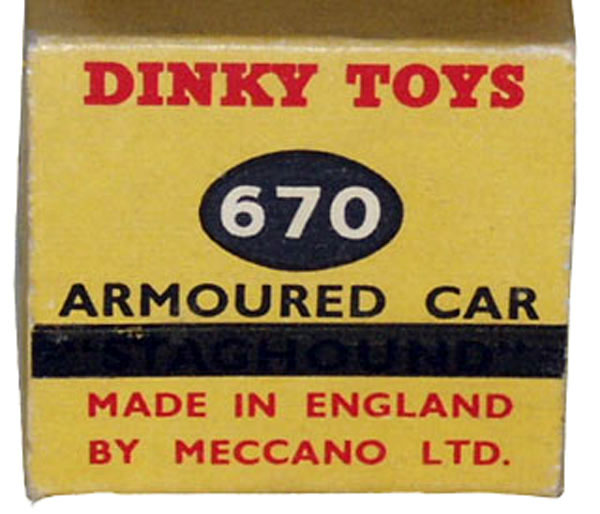 DINKY TOYS
670
ARMOURED CAR
"STAGHOUND"
MADE IN ENGLAND
BY MECCANO LTD.